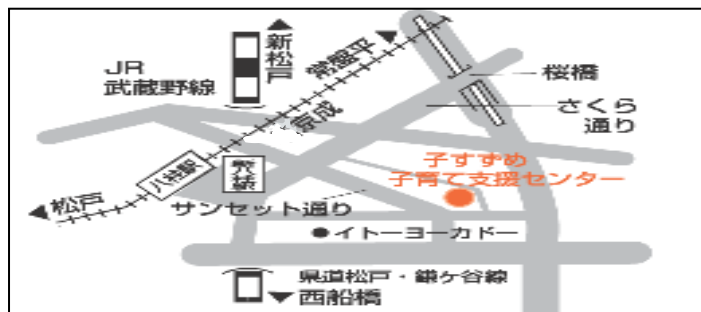 新松戸
常盤平
JR
武蔵野線
桜橋
京成
さくら
通り
子すずめ
子育て支援センター
八柱駅
松戸
サンセット通り
イトーヨーカドー
県道松戸・鎌ケ谷線
西船橋